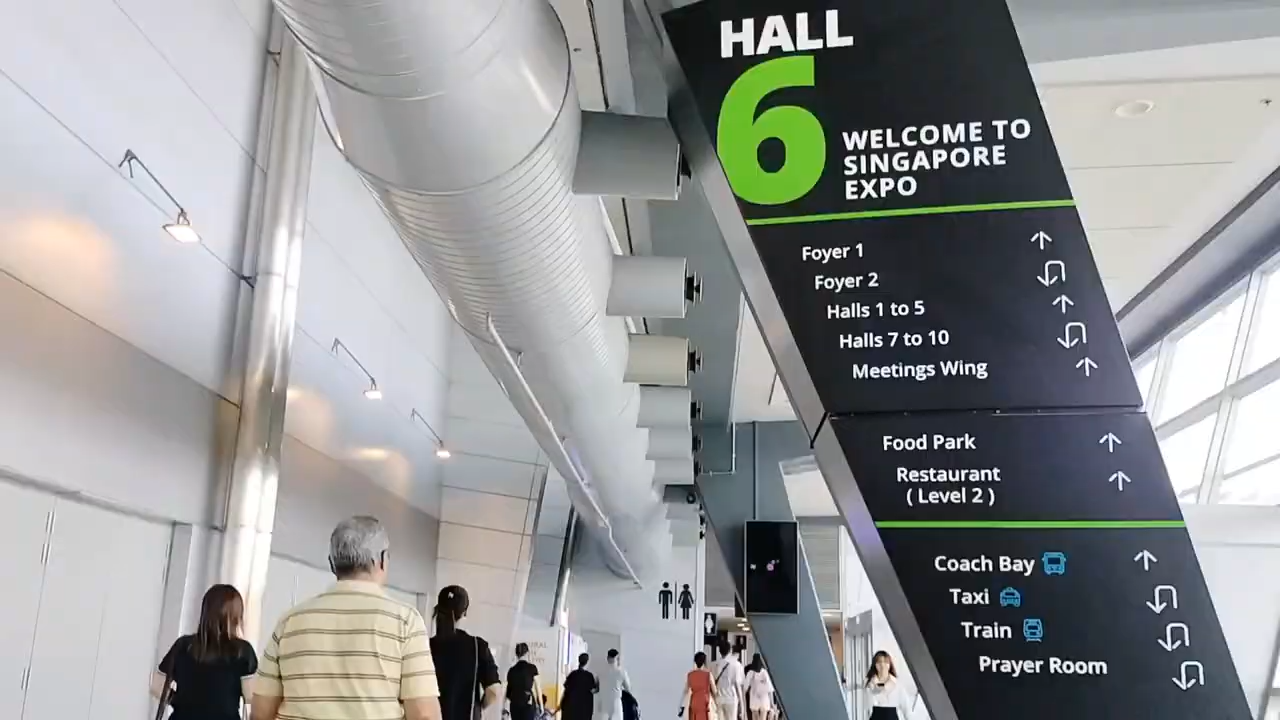 HALL
6
WELCOME TO
SINGAPORE
EXPO
Foyer 1
Foyer 2
Halls 1 to 5
Halls 7 to 10
Meetings Wing
Food Park
Restaurant
( Level 2 )
Coach Bay
Taxi
Train
Prayer Room